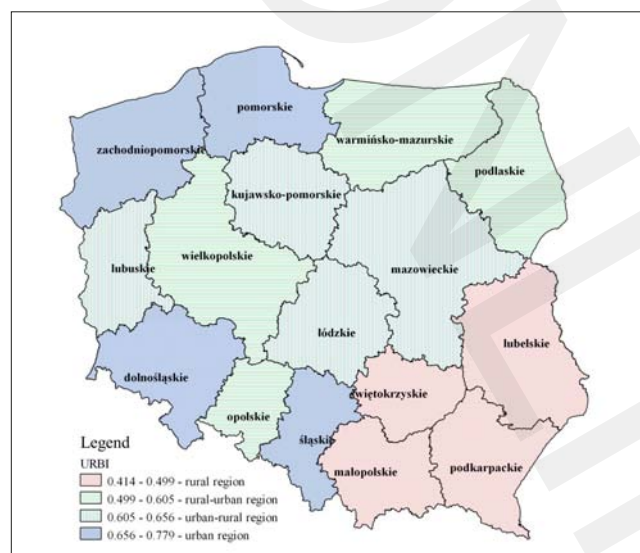 pomorskie
zachodniopomorskie
warmińsko-mazurskie
podlaskie
kujawsko-pomorskie
wielkopolskie
mazowieckie
lubuskie
łódzkie
lubelskie
dolnośląskie
świętokrzyskie
opolskie
śląskie
małopolskie
podkarpackie
Legend
URBI
0.414 - 0.499 - rural region
0.499 - 0.605 - rural-urban region
0.605 - 0.656 - urban-rural region
0.656 - 0.779 - urban region